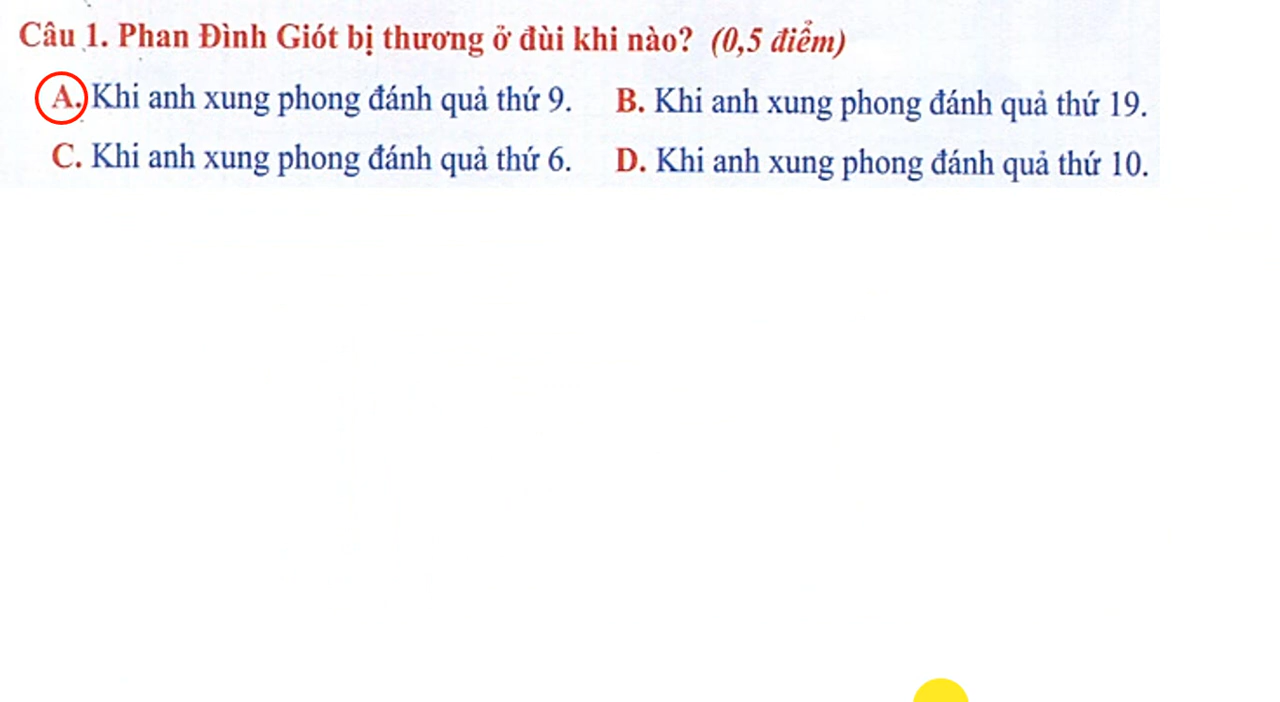 Câu 1. Phan Đình Giót bị thương ở đùi khi nào? (0,5 điểm)
A. Khi anh xung phong đánh quả thứ 9. B. Khi anh xung phong đánh quả thứ 19.
C. Khi anh xung phong đánh quả thứ 6. D. Khi anh xung phong đánh quả thứ 10.